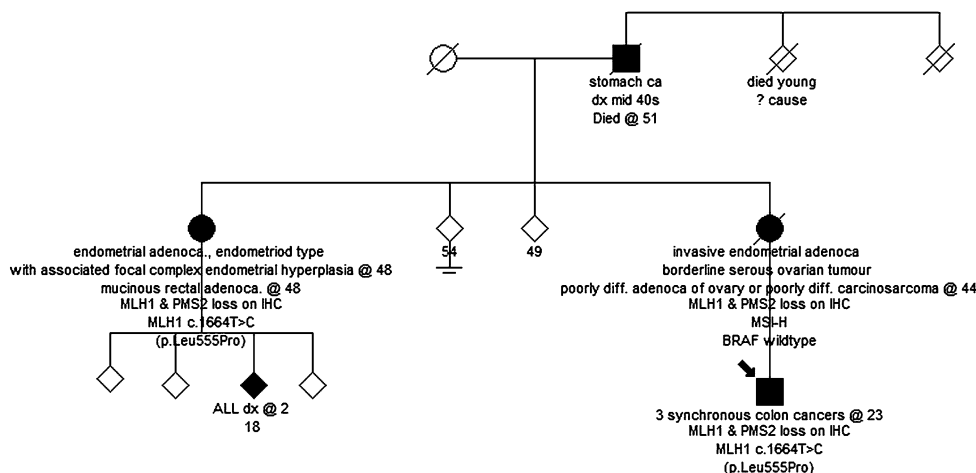 stomach ca
dx mid 40s
Died @ 51
died young
? cause
endometrial adenoca., endometriod type
with associated focal complex endometrial hyperplasia @ 48
mucinous rectal adenoca. @ 48
MLH1 & PMS2 loss on IHC
MLH1 c.1664T>C
(p.Leu555Pro)
54
49
invasive endometrial adenoca
borderline serous ovarian tumour
poorly diff. adenoca of ovary or poorly diff. carcinosarcoma @ 44
MLH1 & PMS2 loss on IHC
MSI-H
BRAF wildtype
ALL dx @ 2
18
3 synchronous colon cancers @ 23
MLH1 & PMS2 loss on IHC
MLH1 c.1664T>C
(p.Leu555Pro)